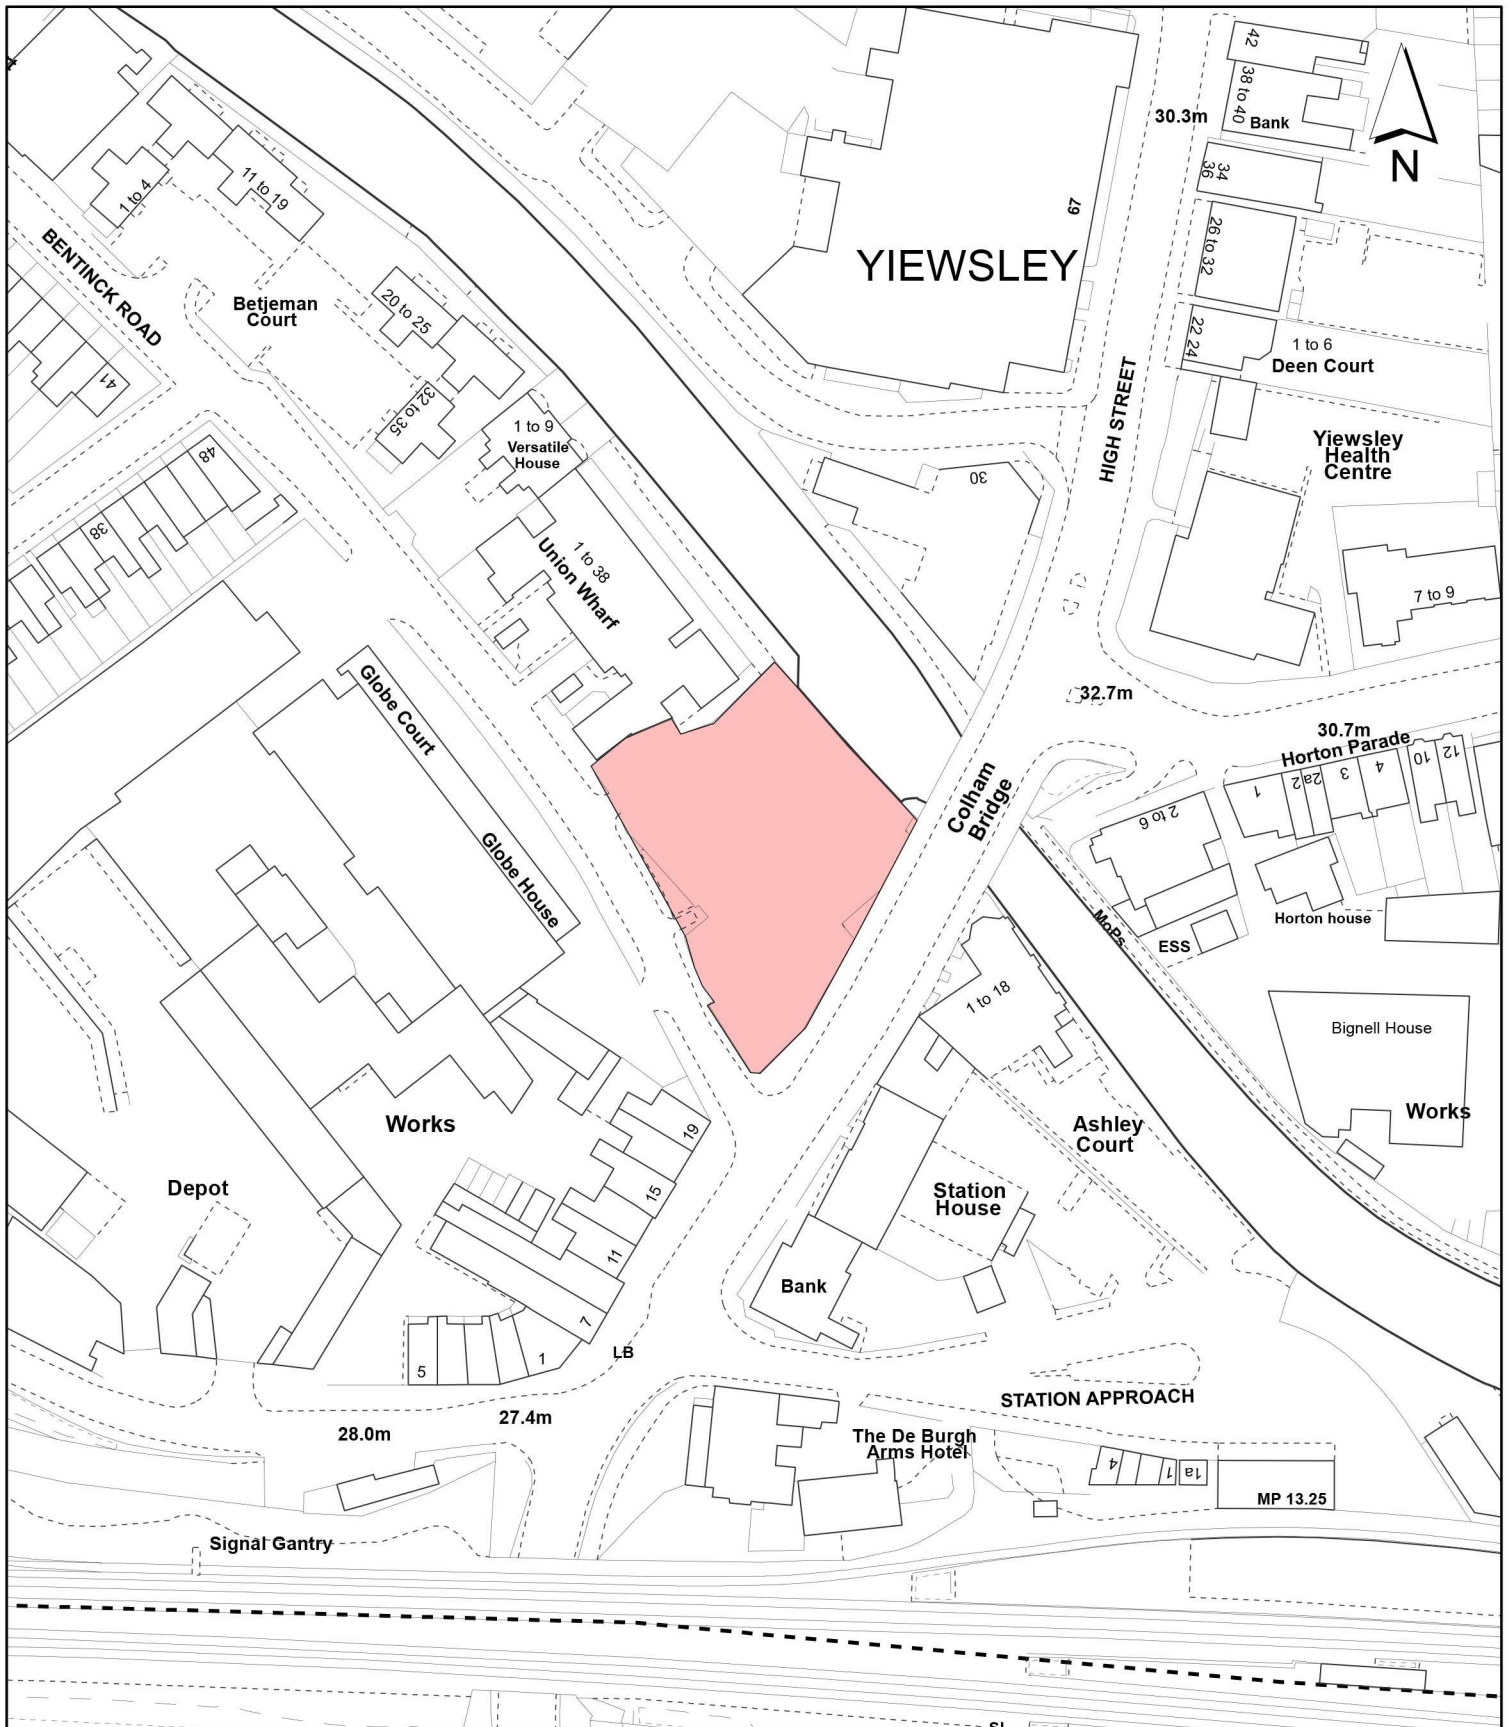 42
38 to 40
Bank
30.3m
N
34
36
11 to 19
1 to 4
67
YIEWSLEY
26 to 32
BENTINCK ROAD
Betjeman
Court
20 to 25
22 24
1 to 6
Deen Court
41
32 to 35
HIGH STREET
1 to 9
Versatile
House
Yiewsley
Health
Centre
48
30
38
1 to 38
Union Wharf
7 to 9
Globe Court
32.7m
30.7m
Horton Parade
1
2
2a
3
4
10
12
Colham
Bridge
2 to 6
Globe House
MoPs
ESS
Horton house
1 to 18
Bignell House
Works
Works
19
Ashley
Court
Depot
15
Station
House
11
Bank
7
LB
5
1
STATION APPROACH
27.4m
28.0m
The De Burgh
Arms Hotel
4
1
1a
MP 13.25
Signal Gantry